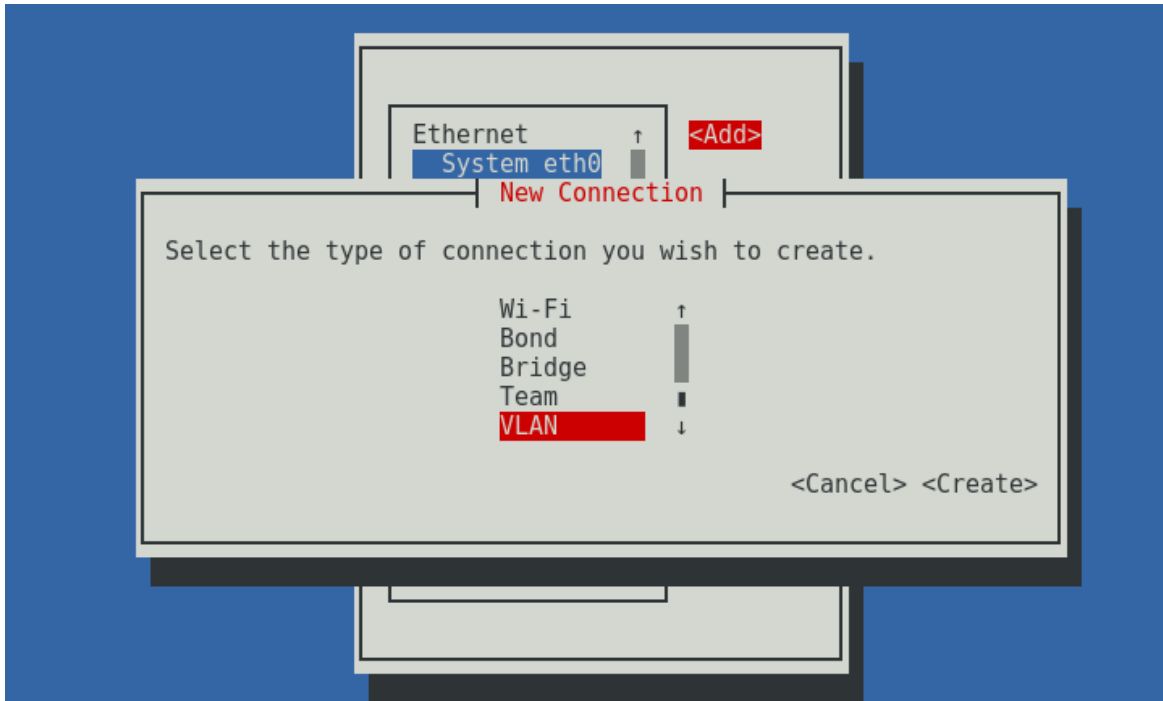 Ethernet ↑ <Add>
System eth0
New Connection
Select the type of connection you wish to create.
Wi-Fi ↑
Bond
Bridge
Team
VLAN ↓
<Cancel> <Create>